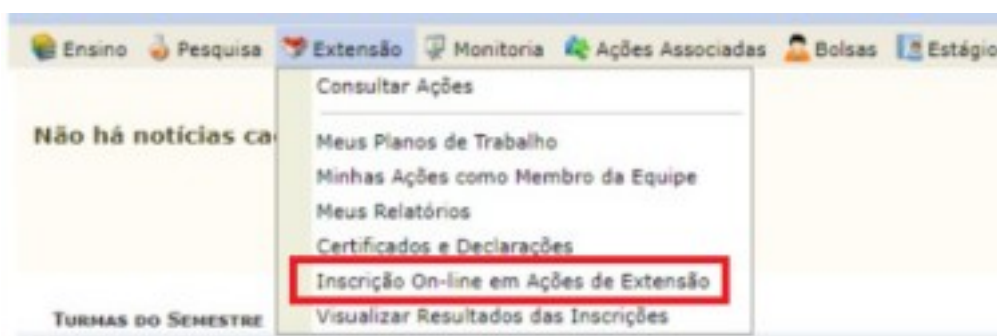 Ensino Pesquisa Extensão Monitoria Ações Associadas Bolsas Estágio
Consultar Ações
Não há notícias ca
Meus Planos de Trabalho
Minhas Ações como Membro da Equipe
Meus Relatórios
Certificados e Declarações
Inscrição On-line em Ações de Extensão
TURMAS DO SEMESTRE
Visualizar Resultados das Inscrições